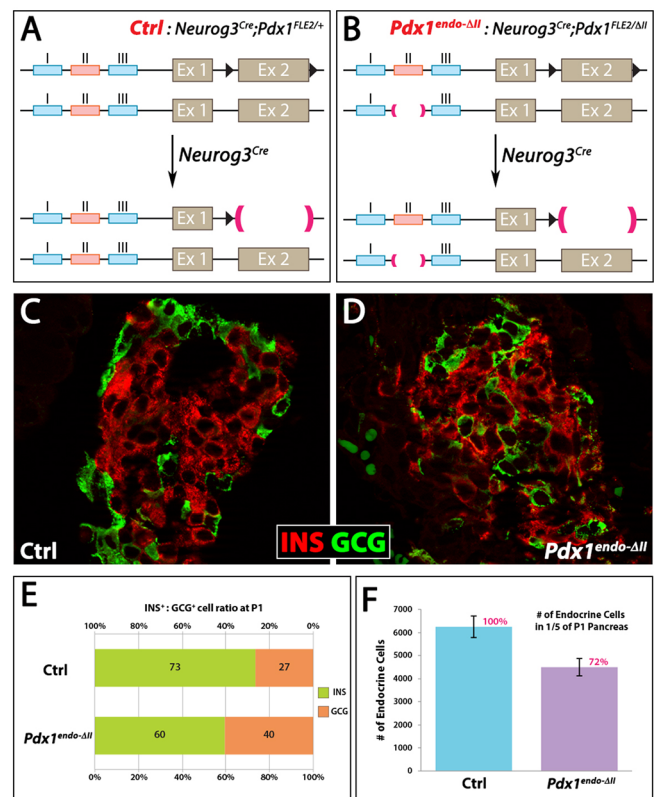 A
Ctrl : Neurog3Cre;Pdx1FLE2/+
I II III
Ex 1 Ex 2
I III
Ex 1 Ex 2
Neurog3Cre
I II III
Ex 1
I II III
Ex 1 Ex 2
B
Pdx1endo-ΔII : Neurog3Cre;Pdx1FLE2/ΔII
I II III
Ex 1 Ex 2
I III
Ex 1 Ex 2
Neurog3Cre
I II III
Ex 1
I III
Ex 1 Ex 2
C
Ctrl
D
Pdx1endo-ΔII
INS GCG
E
INS+ : GCG+ cell ratio at P1
100% 80% 60% 40% 20% 0%
Ctrl
73 27
Pdx1endo-ΔII
60 40
INS
GCG
0% 20% 40% 60% 80% 100%
F
# of Endocrine Cells
in 1/5 of P1 Pancreas
# of Endocrine Cells
7000
6000
5000
4000
3000
2000
1000
0
100%
72%
Ctrl
Pdx1endo-ΔII